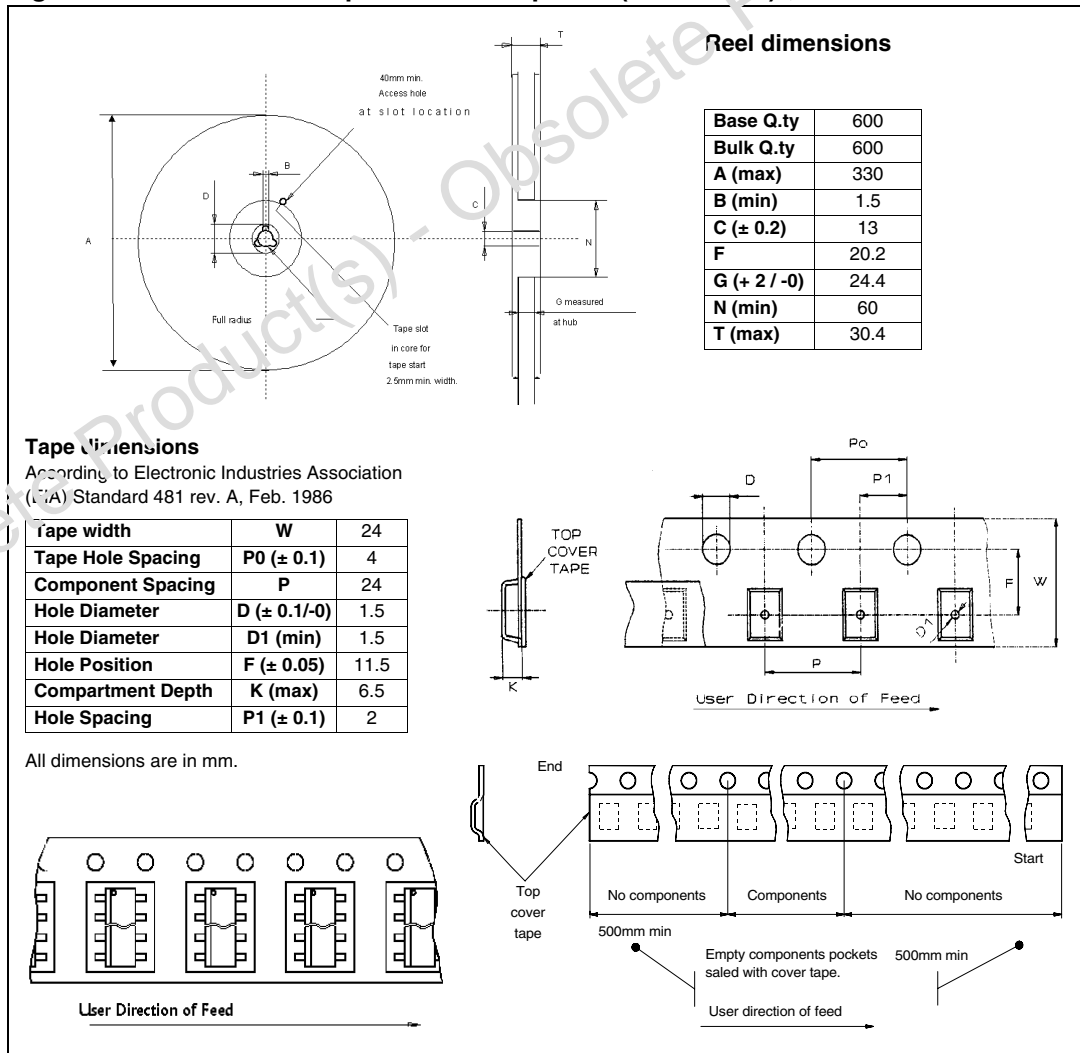 Reel dimensions
T
40mm min.
Access hole
at slot location
B
D
C
A
N
G measured
at hub
Full radius
Tape slot
in core for
tape start
2.5mm min. width.
Base Q.ty 600
Bulk Q.ty 600
A (max) 330
B (min) 1.5
C (± 0.2) 13
F 20.2
G (+ 2 / -0) 24.4
N (min) 60
T (max) 30.4
Obsolete Product(s) - Obsolete
Tape dimensions
According to Electronic Industries Association
(EIA) Standard 481 rev. A, Feb. 1986
Tape width W 24
Tape Hole Spacing P0 (± 0.1) 4
Component Spacing P 24
Hole Diameter D (± 0.1/-0) 1.5
Hole Diameter D1 (min) 1.5
Hole Position F (± 0.05) 11.5
Compartment Depth K (max) 6.5
Hole Spacing P1 (± 0.1) 2
All dimensions are in mm.
Po
D
P1
TOP
COVER
TAPE
F
W
D1
K
P
User Direction of Feed
End
Start
Top
cover
tape
No components
Components
No components
500mm min
Empty components pockets
saled with cover tape.
500mm min
User direction of feed
User Direction of Feed